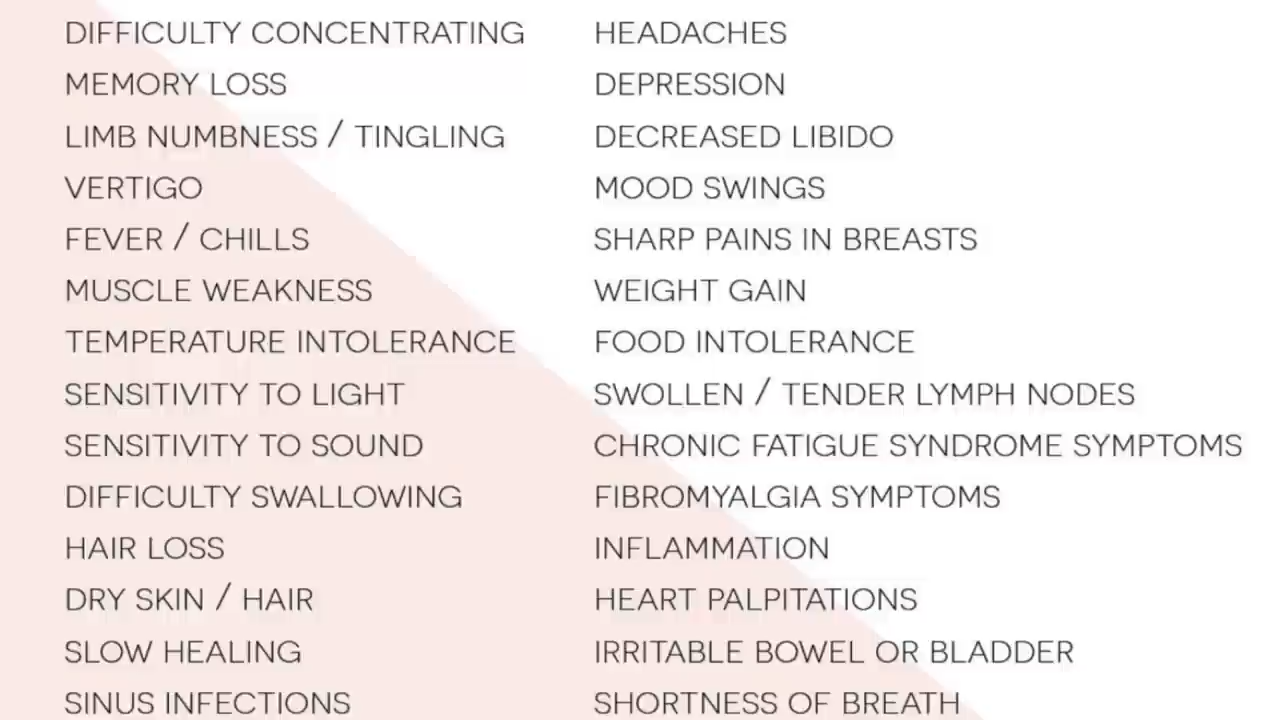 DIFFICULTY CONCENTRATING
MEMORY LOSS
LIMB NUMBNESS / TINGLING
VERTIGO
FEVER / CHILLS
MUSCLE WEAKNESS
TEMPERATURE INTOLERANCE
SENSITIVITY TO LIGHT
SENSITIVITY TO SOUND
DIFFICULTY SWALLOWING
HAIR LOSS
DRY SKIN / HAIR
SLOW HEALING
SINUS INFECTIONS
HEADACHES
DEPRESSION
DECREASED LIBIDO
MOOD SWINGS
SHARP PAINS IN BREASTS
WEIGHT GAIN
FOOD INTOLERANCE
SWOLLEN / TENDER LYMPH NODES
CHRONIC FATIGUE SYNDROME SYMPTOMS
FIBROMYALGIA SYMPTOMS
INFLAMMATION
HEART PALPITATIONS
IRRITABLE BOWEL OR BLADDER
SHORTNESS OF BREATH